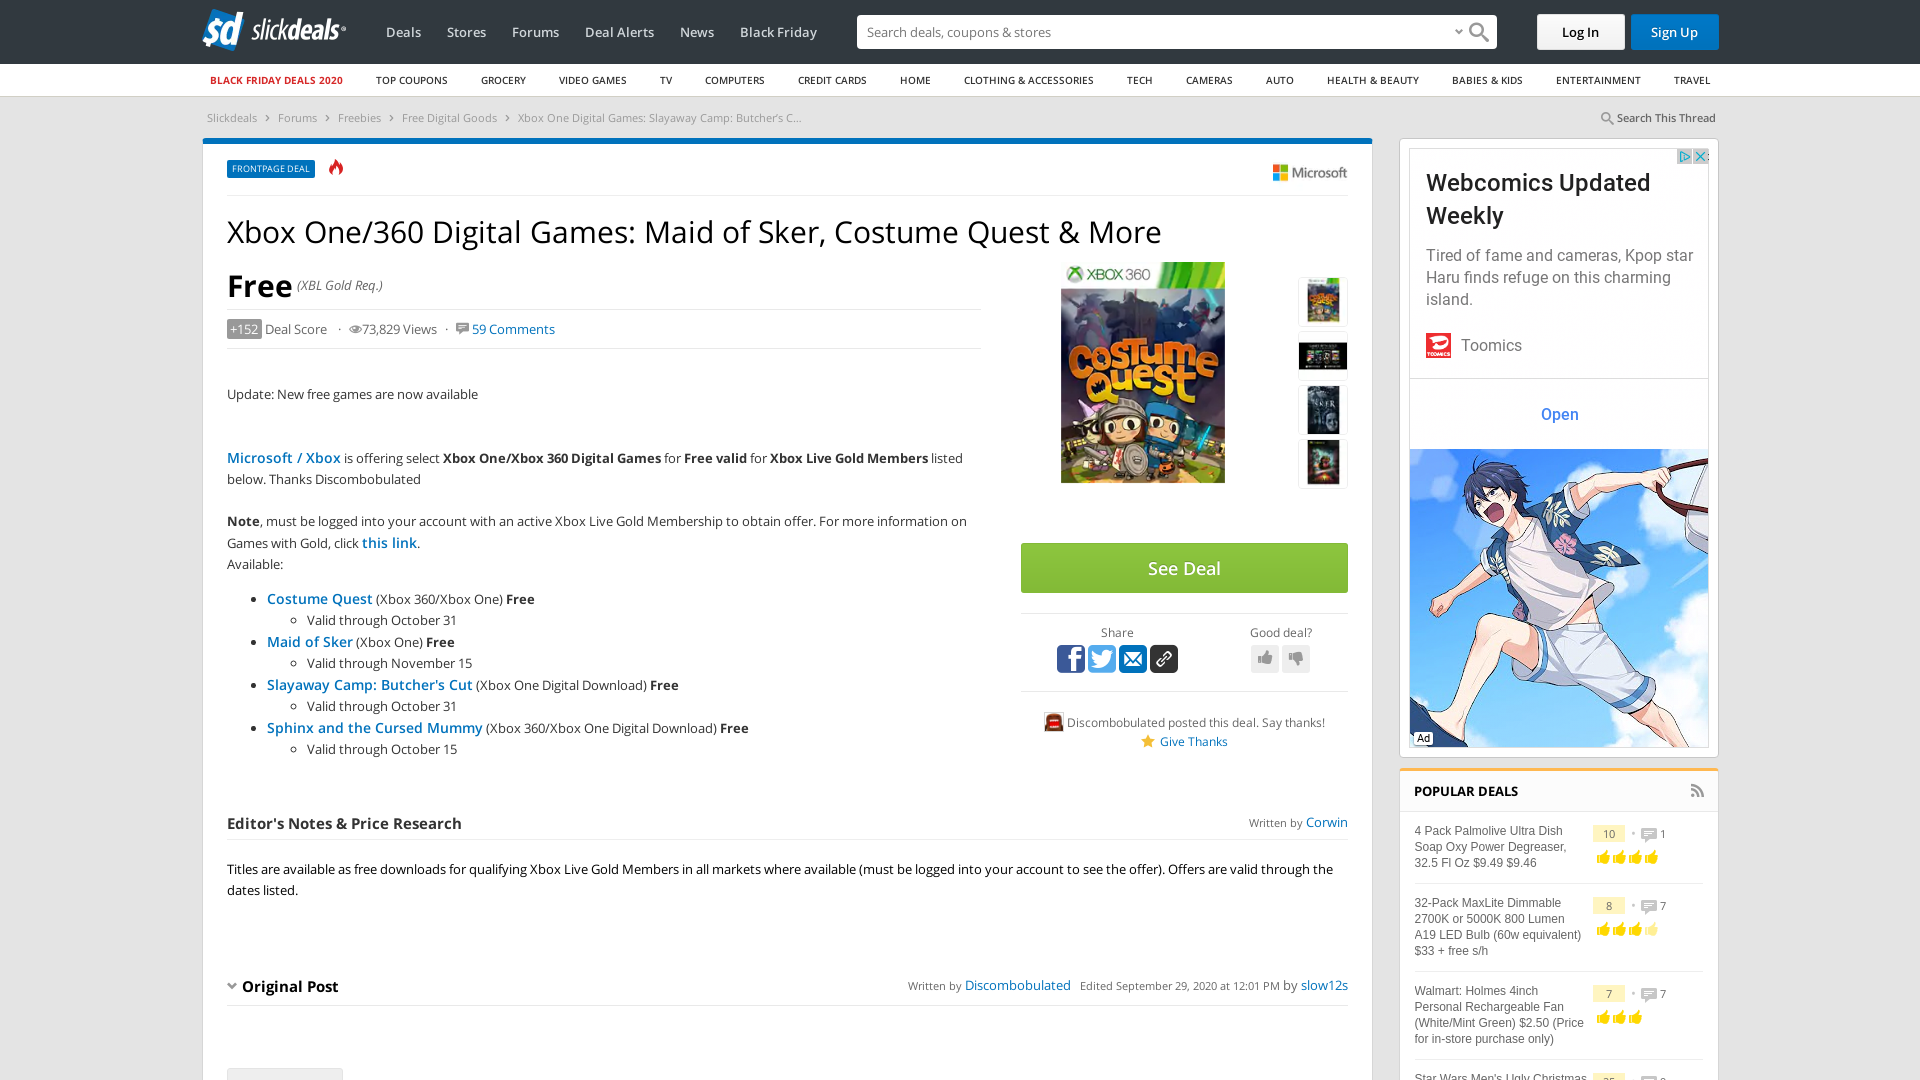 slickdeals
Deals
Stores
Forums
Deal Alerts
News
Black Friday
Search deals, coupons & stores
Log In
Sign Up
BLACK FRIDAY DEALS 2020
TOP COUPONS
GROCERY
VIDEO GAMES
TV
COMPUTERS
CREDIT CARDS
HOME
CLOTHING & ACCESSORIES
TECH
CAMERAS
AUTO
HEALTH & BEAUTY
BABIES & KIDS
ENTERTAINMENT
TRAVEL
Slickdeals > Forums > Freebies > Free Digital Goods > Xbox One Digital Games: Slayaway Camp: Butcher's C...
Search This Thread
FRONTPAGE DEAL
Microsoft
Xbox One/360 Digital Games: Maid of Sker, Costume Quest & More
Free (XBL Gold Req.)
+152 Deal Score · 73,829 Views · 59 Comments
XBOX 360
COSTUME QUEST
Update: New free games are now available
Microsoft / Xbox is offering select Xbox One/Xbox 360 Digital Games for Free valid for Xbox Live Gold Members listed
below. Thanks Discombobulated
Note, must be logged into your account with an active Xbox Live Gold Membership to obtain offer. For more information on
Games with Gold, click this link.
Available:
• Costume Quest (Xbox 360/Xbox One) Free
◦ Valid through October 31
• Maid of Sker (Xbox One) Free
◦ Valid through November 15
• Slayaway Camp: Butcher's Cut (Xbox One Digital Download) Free
◦ Valid through October 31
• Sphinx and the Cursed Mummy (Xbox 360/Xbox One Digital Download) Free
◦ Valid through October 15
See Deal
Share
Good deal?
Discombobulated posted this deal. Say thanks!
Give Thanks
Editor's Notes & Price Research
Written by Corwin
Titles are available as free downloads for qualifying Xbox Live Gold Members in all markets where available (must be logged into your account to see the offer). Offers are valid through the
dates listed.
Original Post
Written by Discombobulated Edited September 29, 2020 at 12:01 PM by slow12s
Webcomics Updated
Weekly
Tired of fame and cameras, Kpop star
Haru finds refuge on this charming
island.
TOOMICS
Toomics
Open
Ad
POPULAR DEALS
4 Pack Palmolive Ultra Dish
Soap Oxy Power Degreaser,
32.5 Fl Oz $9.49 $9.46
10 • 1
32-Pack MaxLite Dimmable
2700K or 5000K 800 Lumen
A19 LED Bulb (60w equivalent)
$33 + free s/h
8 • 7
Walmart: Holmes 4inch
Personal Rechargeable Fan
(White/Mint Green) $2.50 (Price
for in-store purchase only)
7 • 7
Star Wars Men's Ugly Christmas